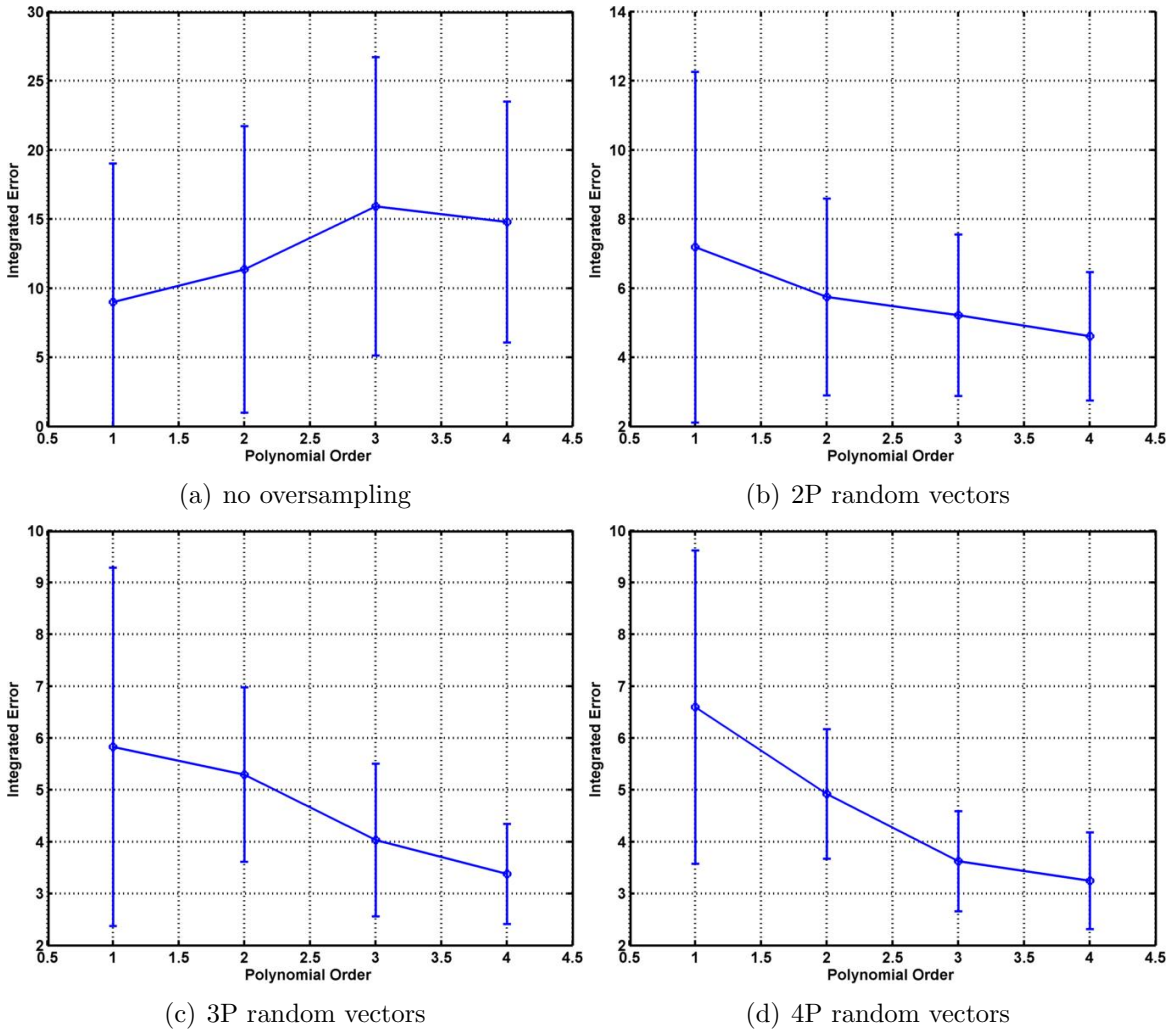 30
25
20
15
10
5
0
Integrated Error
0.5 1 1.5 2 2.5 3 3.5 4 4.5
Polynomial Order
(a) no oversampling
14
12
10
8
6
4
2
Integrated Error
0.5 1 1.5 2 2.5 3 3.5 4 4.5
Polynomial Order
(b) 2P random vectors
10
9
8
7
6
5
4
3
2
Integrated Error
0.5 1 1.5 2 2.5 3 3.5 4 4.5
Polynomial Order
(c) 3P random vectors
10
9
8
7
6
5
4
3
2
Integrated Error
0.5 1 1.5 2 2.5 3 3.5 4 4.5
Polynomial Order
(d) 4P random vectors